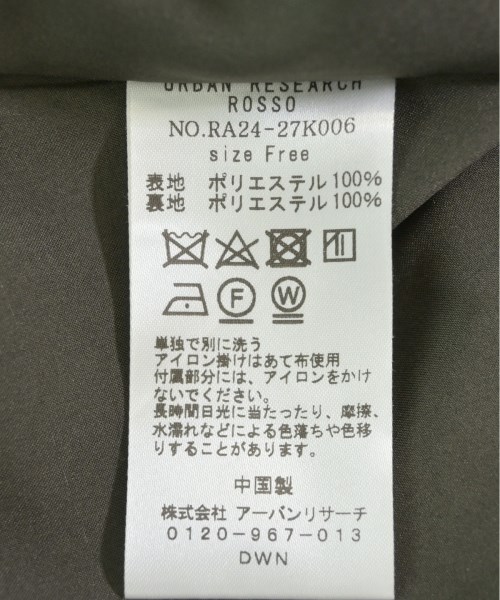 URBAN RESEARCH
ROSSO
NO.RA24-27K006
size Free
表地 ポリエステル100%
裏地 ポリエステル100%
F W
単独で別に洗う
アイロン掛けはあて布使用
付属部分には、アイロンをかけ
ないでください。
長時間日光に当たったり、摩擦、
水濡れなどによる色落ちや色移
りすることがあります。
中国製
株式会社 アーバンリサーチ
0120-967-013
DWN